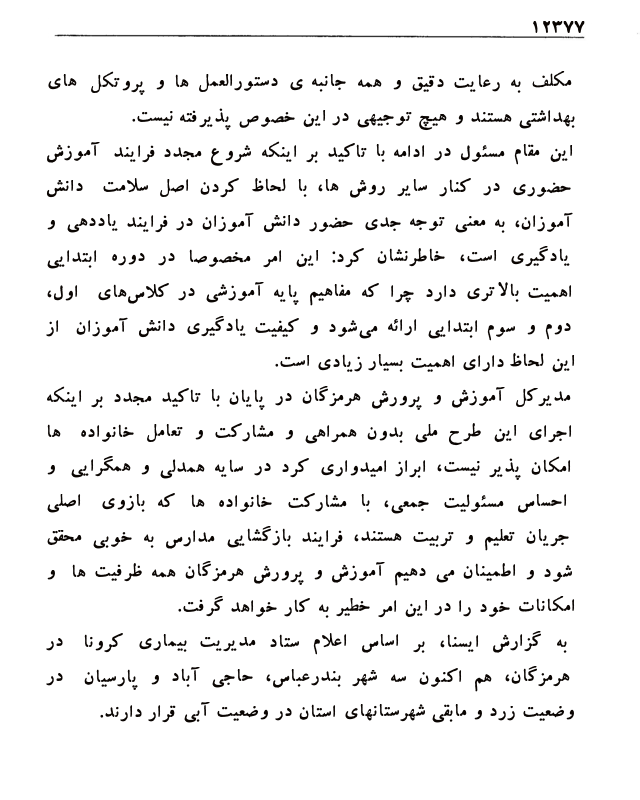 ۱۲۳۷۷
مکلف به رعایت دقیق و همه جانبه ی دستورالعمل ها و پروتکل های
بهداشتی هستند و هیچ توجیهی در این خصوص پذیرفته نیست.
این مقام مسئول در ادامه با تاکید بر اینکه شروع مجدد فرایند آموزش
حضوری در کنار سایر روش ها، با لحاظ کردن اصل سلامت دانش
آموزان، به معنی توجه جدی حضور دانش آموزان در فرایند یاددهی و
یادگیری است، خاطرنشان کرد: این امر مخصوصا در دوره ابتدایی
اهمیت بالاتری دارد چرا که مفاهیم پایه آموزشی در کلاس‌های اول،
دوم و سوم ابتدایی ارائه می‌شود و کیفیت یادگیری دانش آموزان از
این لحاظ دارای اهمیت بسیار زیادی است.
مدیرکل آموزش و پرورش هرمزگان در پایان با تاکید مجدد بر اینکه
اجرای این طرح ملی بدون همراهی و مشارکت و تعامل خانواده ها
امکان پذیر نیست، ابراز امیدواری کرد در سایه همدلی و همگرایی و
احساس مسئولیت جمعی، با مشارکت خانواده ها که بازوی اصلی
جریان تعلیم و تربیت هستند، فرایند بازگشایی مدارس به خوبی محقق
شود و اطمینان می دهیم آموزش و پرورش هرمزگان همه ظرفیت ها و
امکانات خود را در این امر خطیر به کار خواهد گرفت.
به گزارش ایسنا، بر اساس اعلام ستاد مدیریت بیماری کرونا در
هرمزگان، هم اکنون سه شهر بندرعباس، حاجی آباد و پارسیان در
وضعیت زرد و مابقی شهرستانهای استان در وضعیت آبی قرار دارند.